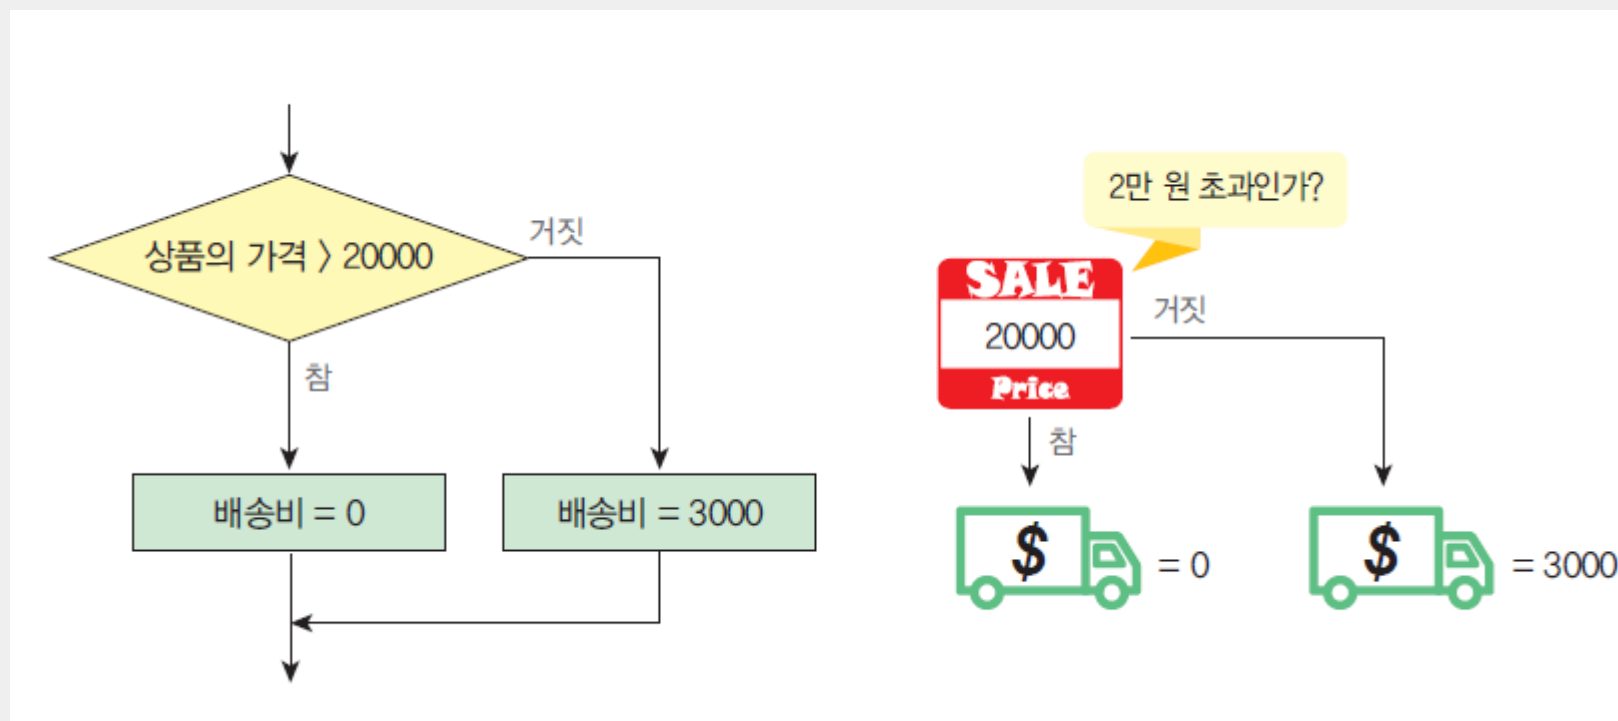 상품의 가격 > 20000
거짓
참
배송비 = 0
배송비 = 3000
2만 원 초과인가?
SALE
20000
Price
거짓
참
$
= 0
$
= 3000